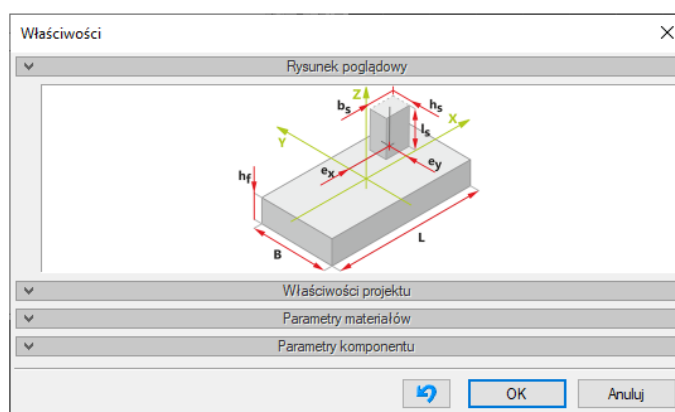 Właściwości
Rysunek poglądowy
Z
bs
hs
X
ls
Y
ex
ey
hf
L
B
Właściwości projektu
Parametry materiałów
Parametry komponentu
OK
Anuluj